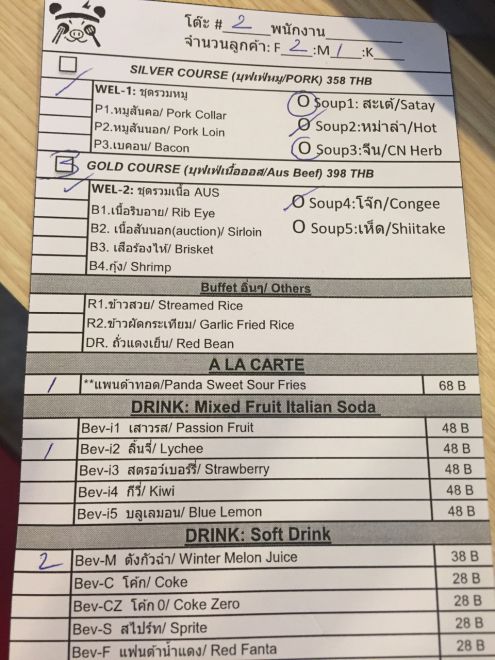 โต๊ะ # 2 พนักงาน
จำนวนลูกค้า: F 2 :M 1 :K
SILVER COURSE (บุฟเฟ่หมู/PORK) 358 THB
WEL-1: ชุดรวมหมู
P1.หมูสันคอ/ Pork Collar
P2.หมูสันนอก/ Pork Loin
P3.เบคอน/ Bacon
O Soup1: สะเต้/Satay
O Soup2:หม่าล่า/Hot
O Soup3:จีน/CN Herb
3 GOLD COURSE (บุฟเฟ่เนื้อออส/Aus Beef) 398 THB
WEL-2: ชุดรวมเนื้อ AUS
B1.เนื้อริบอาย/ Rib Eye
B2. เนื้อสันนอก(auction)/ Sirloin
B3. เสือร้องไห้/ Brisket
B4.กุ้ง/ Shrimp
O Soup4:โจ๊ก/Congee
O Soup5:เห็ด/Shiitake
Buffet อื่นๆ/ Others
R1.ข้าวสวย/ Streamed Rice
R2.ข้าวผัดกระเทียม/ Garlic Fried Rice
DR. ถั่วแดงเย็น/ Red Bean
A LA CARTE
1 **แพนด้าทอด/Panda Sweet Sour Fries 68 B
DRINK: Mixed Fruit Italian Soda
Bev-i1 เสาวรส/ Passion Fruit 48 B
1 Bev-i2 ลิ้นจี่/ Lychee 48 B
Bev-i3 สตรอว์เบอร์รี่/ Strawberry 48 B
Bev-i4 กีวี่/ Kiwi 48 B
Bev-i5 บลูเลมอน/ Blue Lemon 48 B
DRINK: Soft Drink
2 Bev-M ตังกัวฉ่า/ Winter Melon Juice 38 B
Bev-C โค้ก/ Coke 28 B
Bev-CZ โค้ก 0/ Coke Zero 28 B
Bev-S สไปร์ท/ Sprite 28 B
Bev-F แฟนต้าน้ำแดง/ Red Fanta 28 B